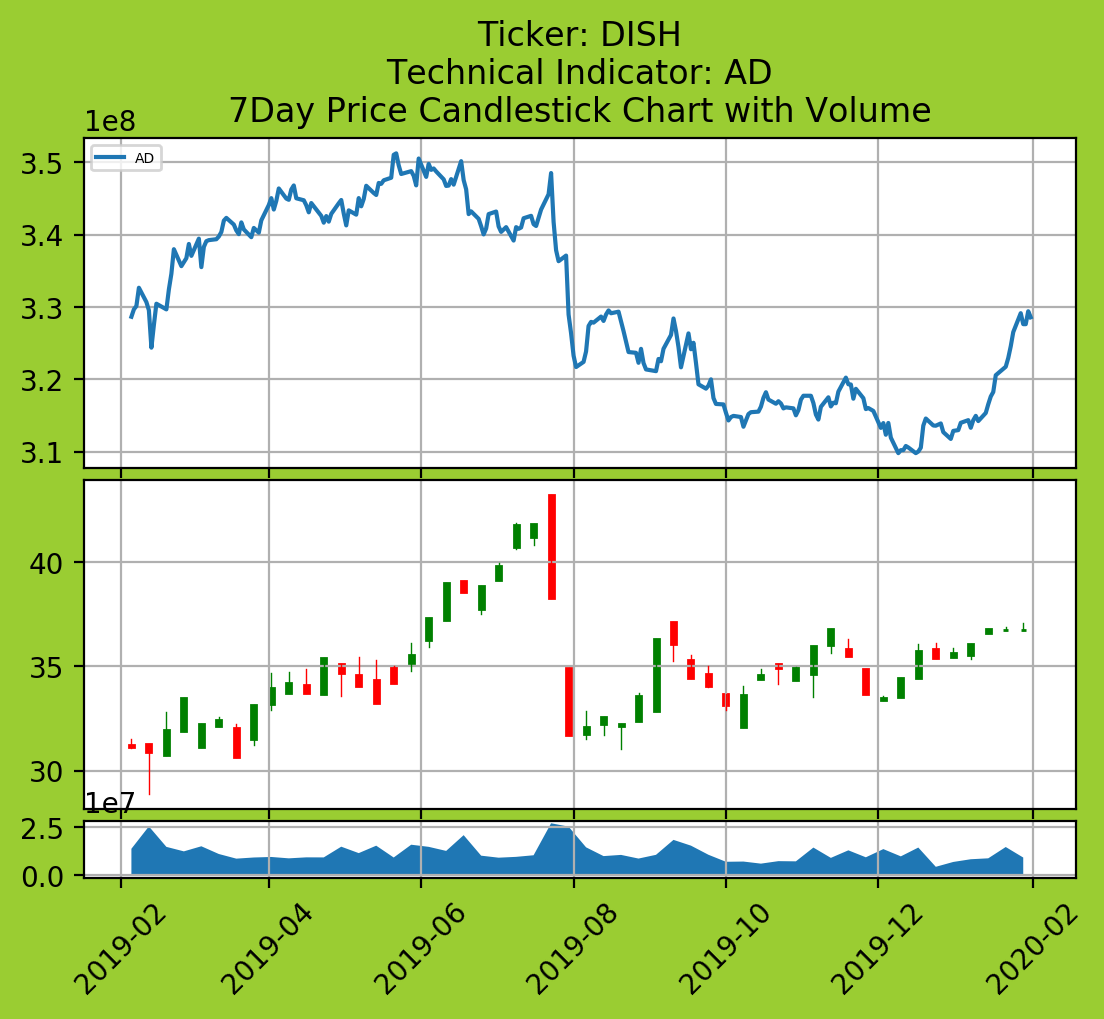 Ticker: DISH
Technical Indicator: AD
7Day Price Candlestick Chart with Volume
1e8
AD
3.5
3.4
3.3
3.2
3.1
40
35
30
1e7
2.5
0.0
2019-02
2019-04
2019-06
2019-08
2019-10
2019-12
2020-02